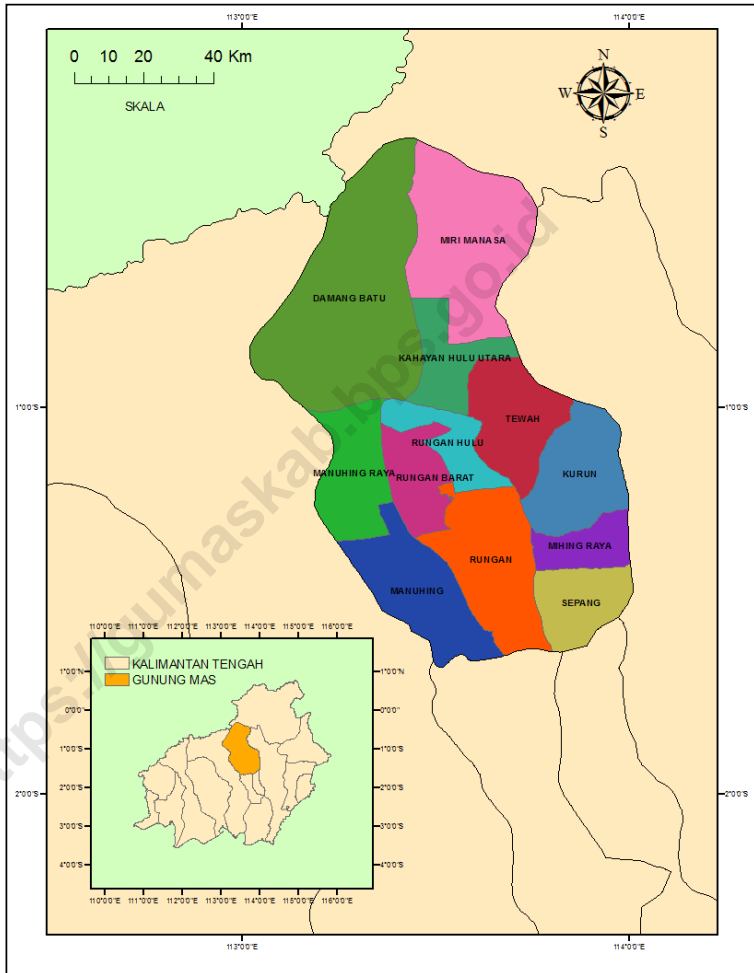 113°0'0"E 114°0'0"E
0 10 20 40 Km
SKALA
N
W E
S
MIRI MANASA
DAMANG BATU
KAHAYAN HULU UTARA
1°0'0"S 1°0'0"S
TEWAH
RUNGAN HULU
MANUHING RAYA
RUNGAN BARAT
KURUN
MIHING RAYA
RUNGAN
MANUHING
SEPANG
110°0'0"E 111°0'0"E 112°0'0"E 113°0'0"E 114°0'0"E 115°0'0"E 116°0'0"E
KALIMANTAN TENGAH
GUNUNG MAS
1°0'0"N 1°0'0"N
0°0'0" 0°0'0"
1°0'0"S 1°0'0"S
2°0'0"S 2°0'0"S
3°0'0"S 3°0'0"S
4°0'0"S 4°0'0"S
110°0'0"E 111°0'0"E 112°0'0"E 113°0'0"E 114°0'0"E 115°0'0"E 116°0'0"E
2°0'0"S 2°0'0"S
113°0'0"E 114°0'0"E
https://gumaskab.bps.go.id